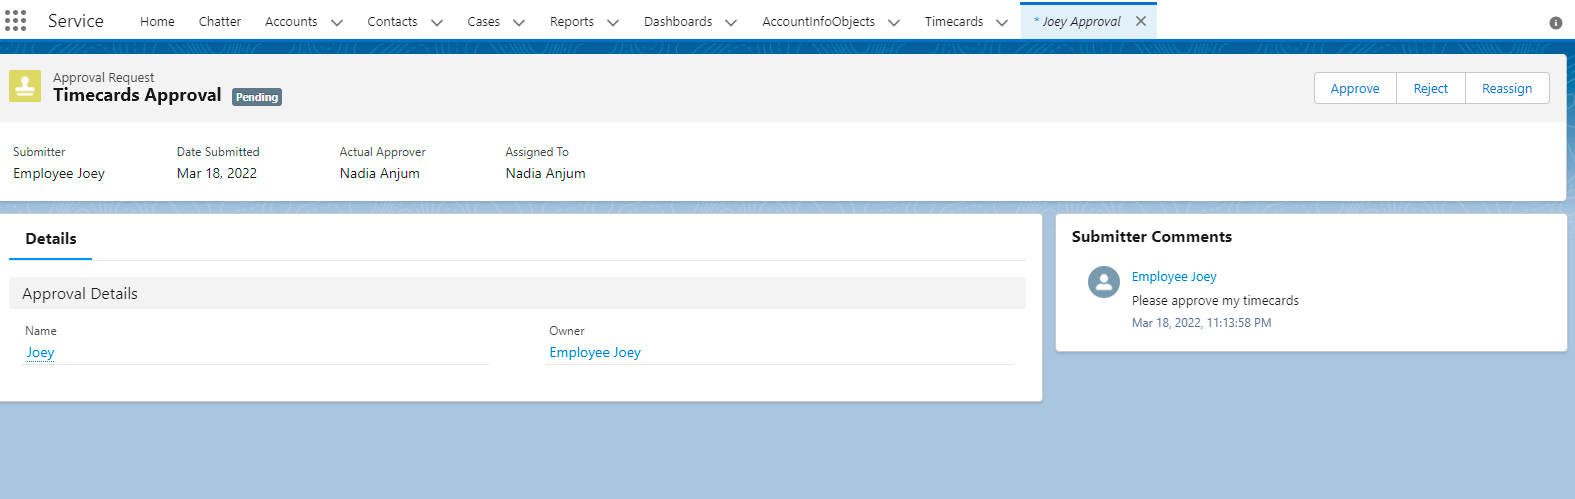 Service Home Chatter Accounts Contacts Cases Reports Dashboards AccountInfoObjects Timecards * Joey Approval
Approval Request
Timecards Approval Pending
Approve Reject Reassign
Submitter Date Submitted Actual Approver Assigned To
Employee Joey Mar 18, 2022 Nadia Anjum Nadia Anjum
Details
Approval Details
Name Owner
Joey Employee Joey
Submitter Comments
Employee Joey
Please approve my timecards
Mar 18, 2022, 11:13:58 PM